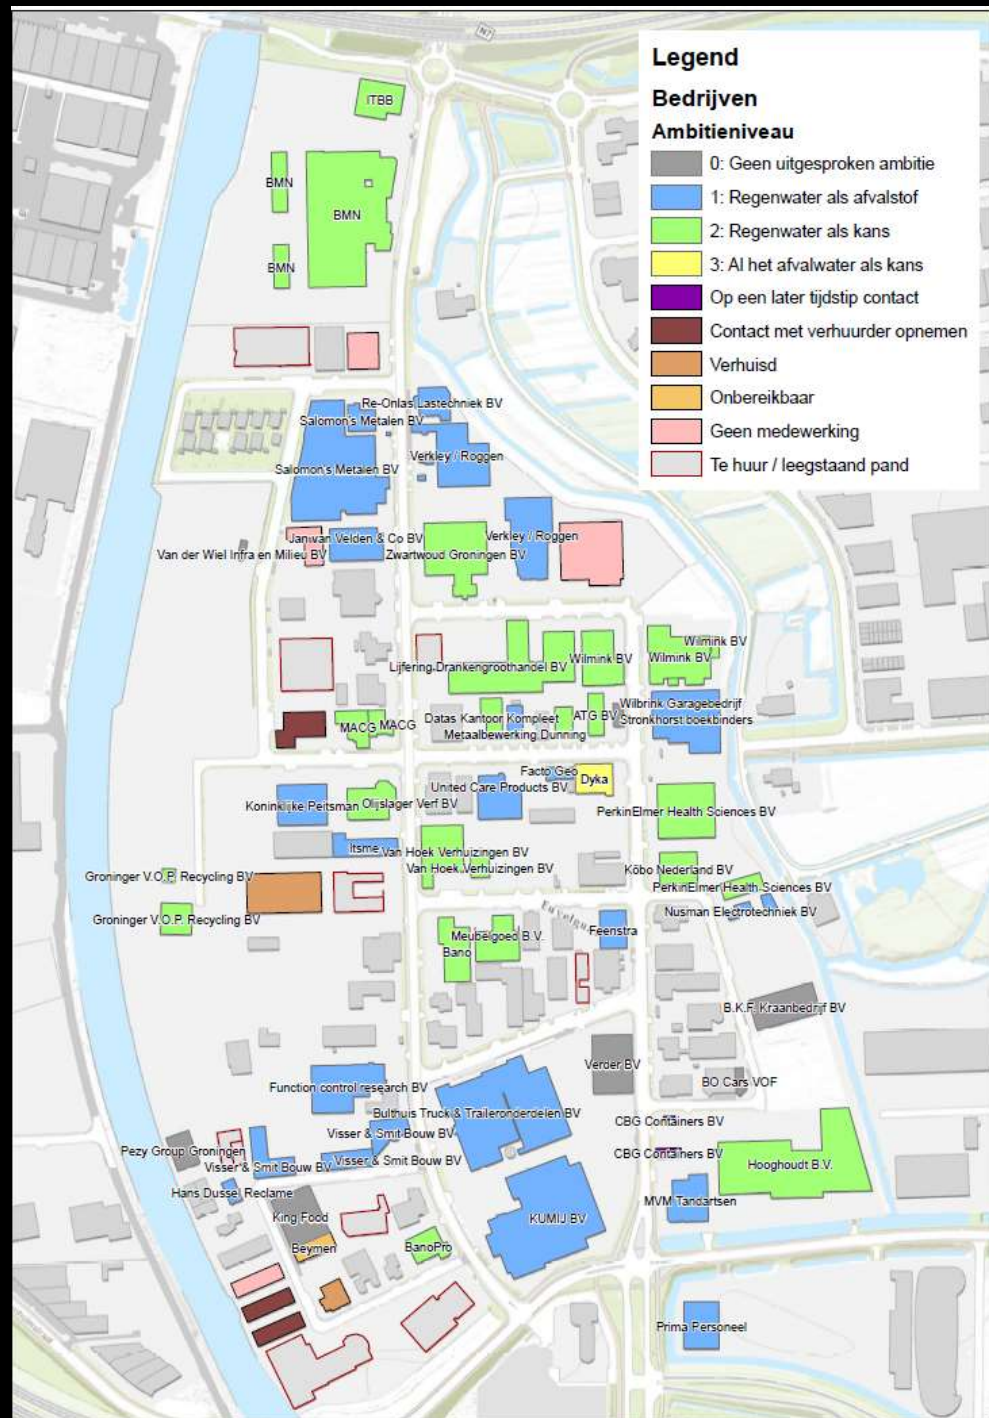 N7
Legend
Bedrijven
Ambitieniveau
0: Geen uitgesproken ambitie
1: Regenwater als afvalstof
2: Regenwater als kans
3: Al het afvalwater als kans
Op een later tijdstip contact
Contact met verhuurder opnemen
Verhuisd
Onbereikbaar
Geen medewerking
Te huur / leegstaand pand
ITBB
BMN
BMN
BMN
Re-Onlas Lastechniek BV
Salomon's Metalen BV
Verkley / Roggen
Salomon's Metalen BV
Jan van Velden & Co BV
Verkley / Roggen
Van der Wiel Infra en Milieu BV
Zwartwoud Groningen BV
Wilmink BV
Wilmink BV
Wilmink BV
Lijfering Drankengroothandel BV
Wilbrink Garagebedrijf
Datas Kantoor Kompleet
ATG BV
Stronkhorst boekbinders
MACG
MACG
Metaalbewerking Dunning
Facto Geo
Dyka
United Care Products BV
Koninklijke Peitsman
Olijslager Verf BV
PerkinElmer Health Sciences BV
Itsme
Van Hoek Verhuizingen BV
Van Hoek Verhuizingen BV
Köbo Nederland BV
Groninger V.O.P. Recycling BV
PerkinElmer Health Sciences BV
Nusman Electrotechniek BV
Groninger V.O.P. Recycling BV
Meubelgoed B.V.
Feenstra
Bano
B.K.F. Kraanbedrijf BV
Veroer BV
BO Cars VOF
Function control research BV
Bulthuis Truck & Traileronderdelen BV
CBG Containers BV
Visser & Smit Bouw BV
Pezy Group Groningen
CBG Containers BV
Visser & Smit Bouw BV
Visser & Smit Bouw BV
Hooghoudt B.V.
Hans Dussel Reclame
MVM Tandartsen
King Food
KUMIJ BV
Beymen
BanoPro
Prima Personeel